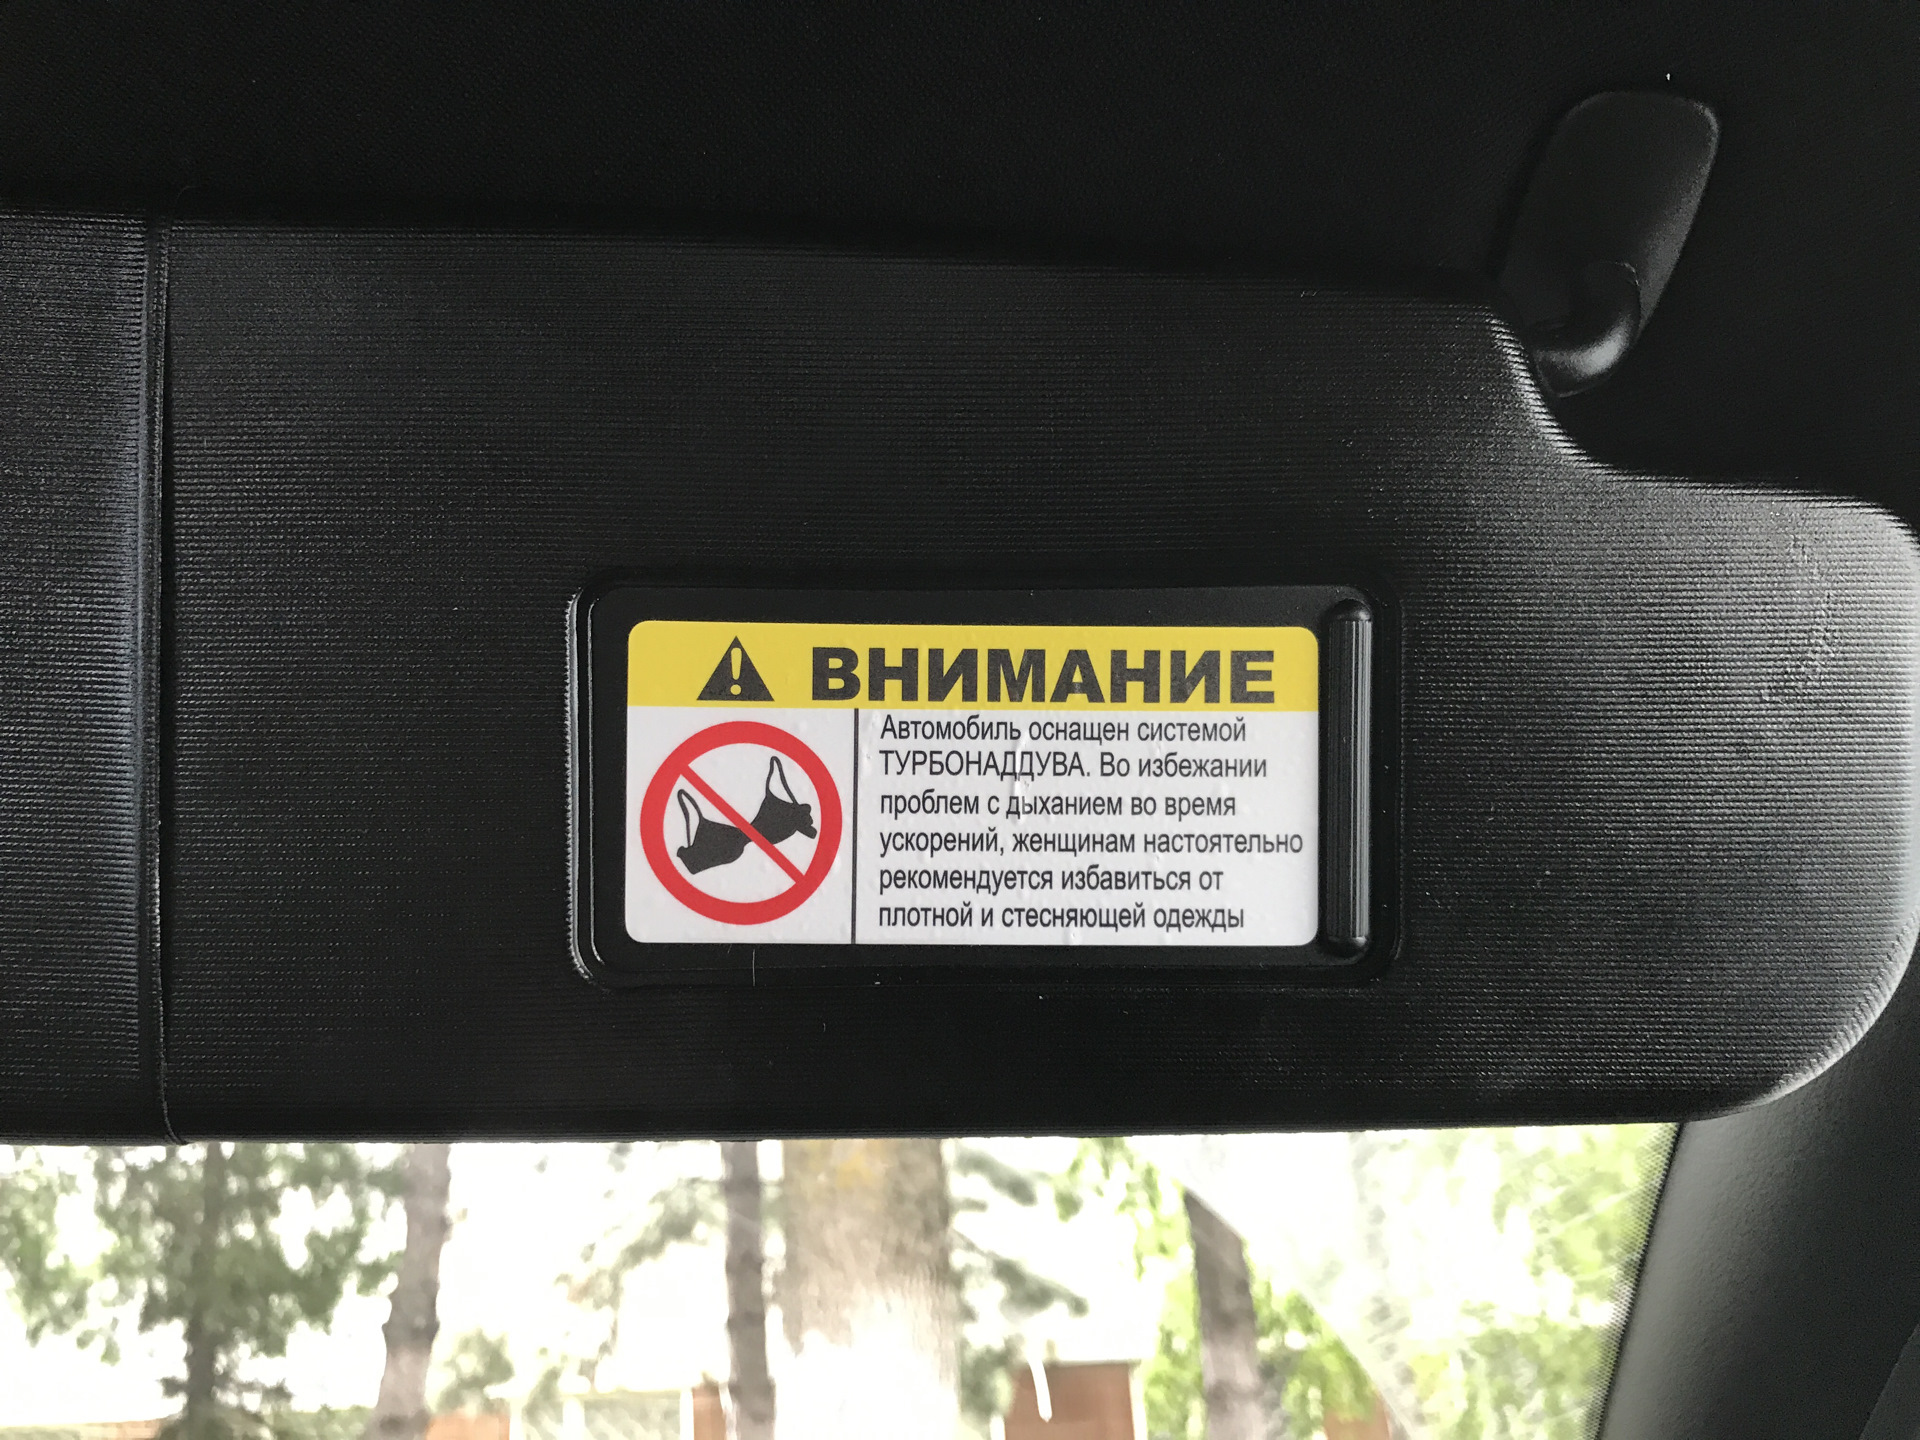 ВНИМАНИЕ
Автомобиль оснащен системой
ТУРБОНАДДУВА. Во избежании
проблем с дыханием во время
ускорений, женщинам настоятельно
рекомендуется избавиться от
плотной и стесняющей одежды